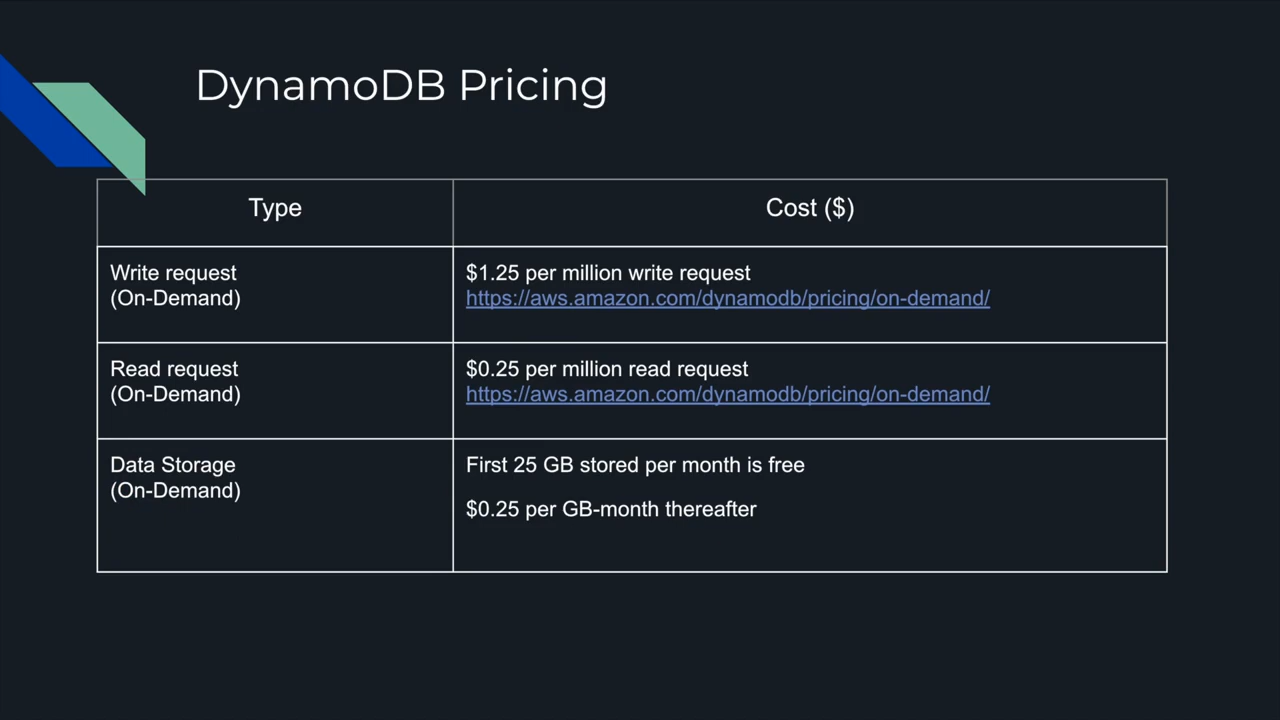 DynamoDB Pricing
Type
Cost ($)
Write request
(On-Demand)
$1.25 per million write request
https://aws.amazon.com/dynamodb/pricing/on-demand/
Read request
(On-Demand)
$0.25 per million read request
https://aws.amazon.com/dynamodb/pricing/on-demand/
Data Storage
(On-Demand)
First 25 GB stored per month is free
$0.25 per GB-month thereafter